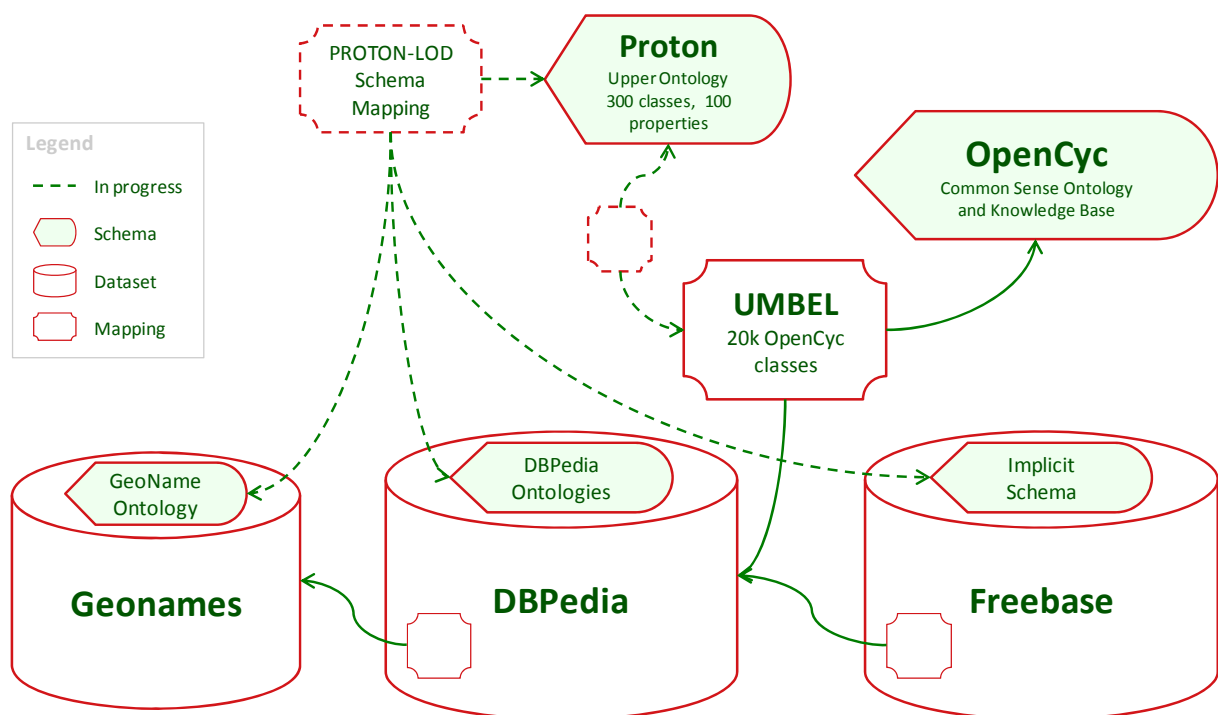 PROTON-LOD
Schema
Mapping
Proton
Upper Ontology
300 classes, 100
properties
OpenCyc
Common Sense Ontology
and Knowledge Base
Legend
In progress
Schema
Dataset
Mapping
UMBEL
20k OpenCyc
classes
GeoName
Ontology
DBPedia
Ontologies
Implicit
Schema
Geonames
DBPedia
Freebase